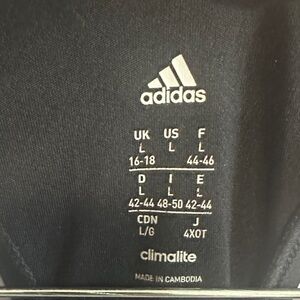 adidas
UK US F
L L L
16-18 44-46
D I E
L L L
42-44 48-50 42-44
CDN J
L/G 4XOT
climalite
MADE IN CAMBODIA